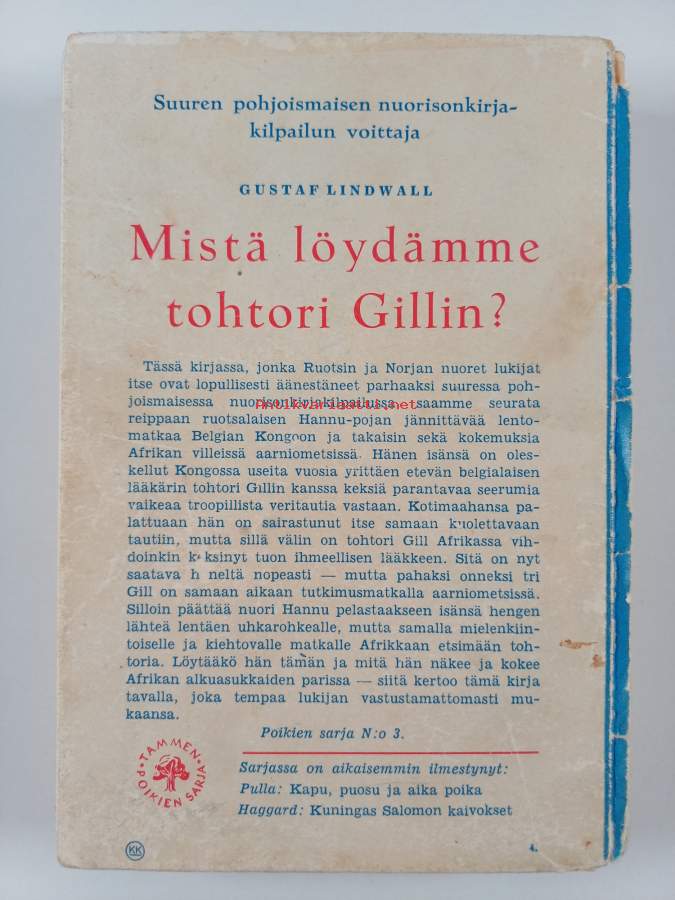 Suuren pohjoismaisen nuorisonkirja-
kilpailun voittaja
GUSTAF LINDWALL
Mistä löydämme
tohtori Gillin?
Tässä kirjassa, jonka Ruotsin ja Norjan nuoret lukijat
itse ovat lopullisesti äänestäneet parhaaksi suuressa poh-
joismaisessa nuorisonkirjakilpailussa, saamme seurata
Antikvariaatti.net
reippaan ruotsalaisen Hannu-pojan jännittävää lento-
matkaa Belgian Kongoon ja takaisin sekä kokemuksia
Afrikan villeissä aarniometsissä. Hänen isänsä on oles-
kellut Kongossa useita vuosia yrittäen etevän belgialaisen
lääkärin tohtori Gillin kanssa keksiä parantavaa seerumia
vaikeaa troopillista veritautia vastaan. Kotimaahansa pa-
lattuaan hän on sairastunut itse samaan kuolettavaan
tautiin, mutta sillä välin on tohtori Gill Afrikassa vih-
doinkin keksinyt tuon ihmeellisen lääkkeen. Sitä on nyt
saatava h neltä nopeasti — mutta pahaksi onneksi tri
Gill on samaan aikaan tutkimusmatkalla aarniometsissä.
Silloin päättää nuori Hannu pelastaakseen isänsä hengen
lähteä lentäen uhkarohkealle, mutta samalla mielenkiin-
toiselle ja kiehtovalle matkalle Afrikkaan etsimään toh-
toria. Löytääkö hän tämän ja mitä hän näkee ja kokee
Afrikan alkuasukkaiden parissa — siitä kertoo tämä kirja
tavalla, joka tempaa lukijan vastustamattomasti mu-
kaansa.
Poikien sarja N:o 3.
TAMMEN POIKIEN SARJA
Sarjassa on aikaisemmin ilmestynyt:
Pulla: Kapu, puosu ja aika poika
Haggard: Kuningas Salomon kaivokset
KK
4.